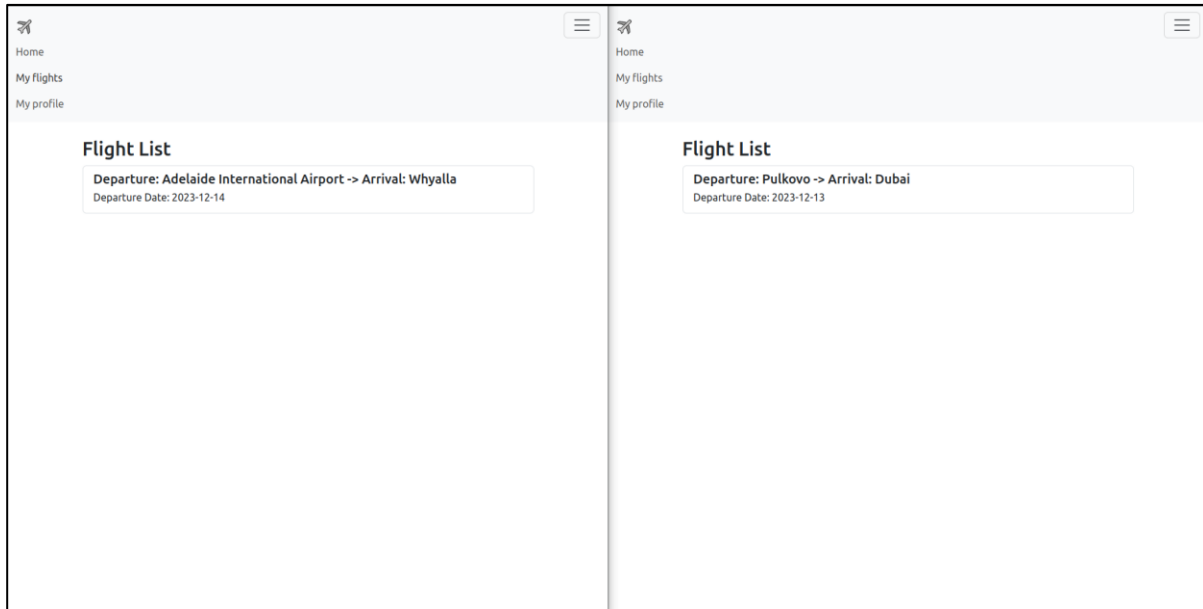 Home
My flights
My profile
Flight List
Departure: Adelaide International Airport -> Arrival: Whyalla
Departure Date: 2023-12-14
Home
My flights
My profile
Flight List
Departure: Pulkovo -> Arrival: Dubai
Departure Date: 2023-12-13